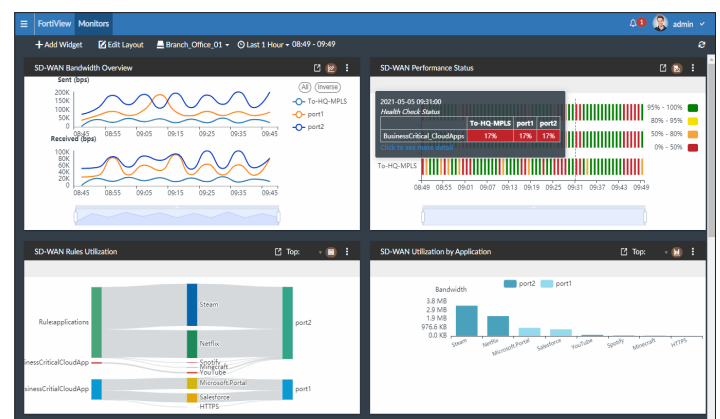 FortiView Monitors
1 admin
+ Add Widget Edit Layout Branch_Office_01 Last 1 Hour 08:49 - 09:49
SD-WAN Bandwidth Overview
Sent (bps)
200K
150K
100K
50K
0
08:45 08:55 09:05 09:15 09:25 09:35 09:45
All Inverse
To-HQ-MPLS
port1
port2
Received (bps)
100K
80K
60K
40K
20K
0
08:45 08:55 09:05 09:15 09:25 09:35 09:45
SD-WAN Performance Status
2021-05-05 09:31:00
Health Check Status
To-HQ-MPLS port1 port2
BusinessCritical_CloudApps 17% 17% 17%
Click to see more detail
95% - 100%
80% - 95%
50% - 80%
0% - 50%
To-HQ-MPLS
08:49 08:55 09:01 09:07 09:13 09:19 09:25 09:31 09:37 09:43 09:49
SD-WAN Rules Utilization Top:
Rulesapplications
inessCriticalCloudApp
sinessCritialCloudApp
Steam
Netflix
Spotify
Minecraft
YouTube
Microsoft.Portal
Salesforce
HTTPS
port2
port1
SD-WAN Utilization by Application Top:
Bandwidth
port2 port1
3.8 MB
2.9 MB
1.9 MB
976.6 KB
0.0 KB
Steam Netflix Microsoft.Portal Salesforce YouTube Spotify Minecraft HTTPS